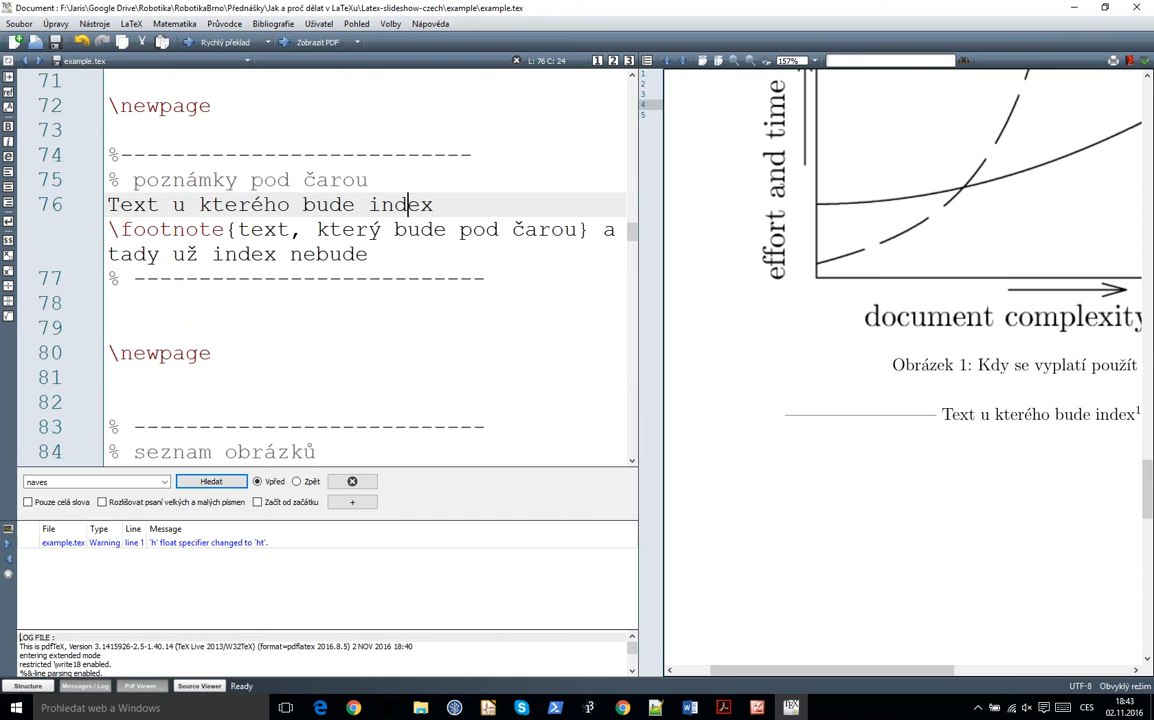 Document : F:\Jaris\Google Drive\Robotika\RobotikaBrno\Přednášky\Jak a proč dělat v LaTeXu\Latex-slideshow-czech\example\example.tex
Soubor Úpravy Nástroje LaTeX Matematika Průvodce Bibliografie Uživatel Pohled Volby Nápověda
Rychlý překlad Zobrazit PDF
example.tex L: 76 C: 24 1 2 3 157%
71
72 \newpage
73
74 %---------------------------
75 % poznámky pod čarou
76 Text u kterého bude index
\footnote{text, který bude pod čarou} a
tady už index nebude
77 % ---------------------------
78
79
80 \newpage
81
82
83 % ---------------------------
84 % seznam obrázků
1
2
3
4
5
effort and time
document complexity
Obrázek 1: Kdy se vyplatí použít
Text u kterého bude index1
naves Hledat Vpřed Zpět
Pouze celá slova Rozlišovat psaní velkých a malých písmen Začít od začátku +
File Type Line Message
example.tex Warning line 1 `h' float specifier changed to `ht'.
LOG FILE :
This is pdfTeX, Version 3.1415926-2.5-1.40.14 (TeX Live 2013/W32TeX) (format=pdflatex 2016.8.5) 2 NOV 2016 18:40
entering extended mode
restricted \write18 enabled.
%&-line parsing enabled.
Structure Messages / Log Pdf Viewer Source Viewer Ready UTF-8 Obvyklý režim
Prohledat web a Windows CES 18:43
02.11.2016